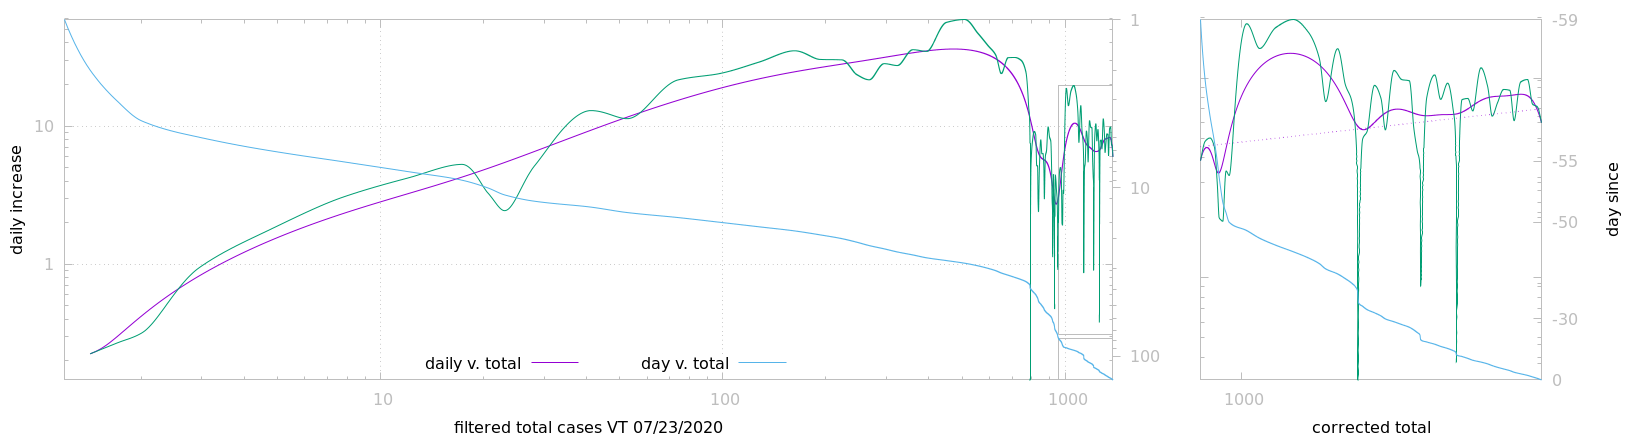 1
-59
10
daily increase
-55
10
day since
-50
1
-30
daily v. total
day v. total
100
0
10
100
1000
1000
filtered total cases VT 07/23/2020
corrected total